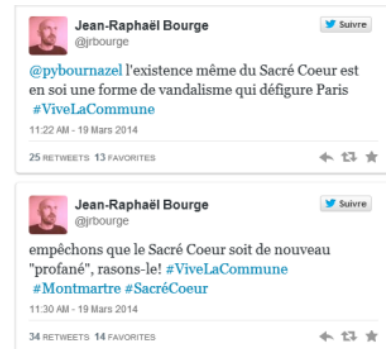 Jean-Raphaël Bourge
Suivre
@jrbourge
@pybournazel l'existence même du Sacré Coeur est
en soi une forme de vandalisme qui défigure Paris
#ViveLaCommune
11:22 AM - 19 Mars 2014
25 RETWEETS 13 FAVORITES
Jean-Raphaël Bourge
Suivre
@jrbourge
empêchons que le Sacré Coeur soit de nouveau
"profané", rasons-le! #ViveLaCommune
#Montmartre #SacréCoeur
11:30 AM - 19 Mars 2014
34 RETWEETS 14 FAVORITES